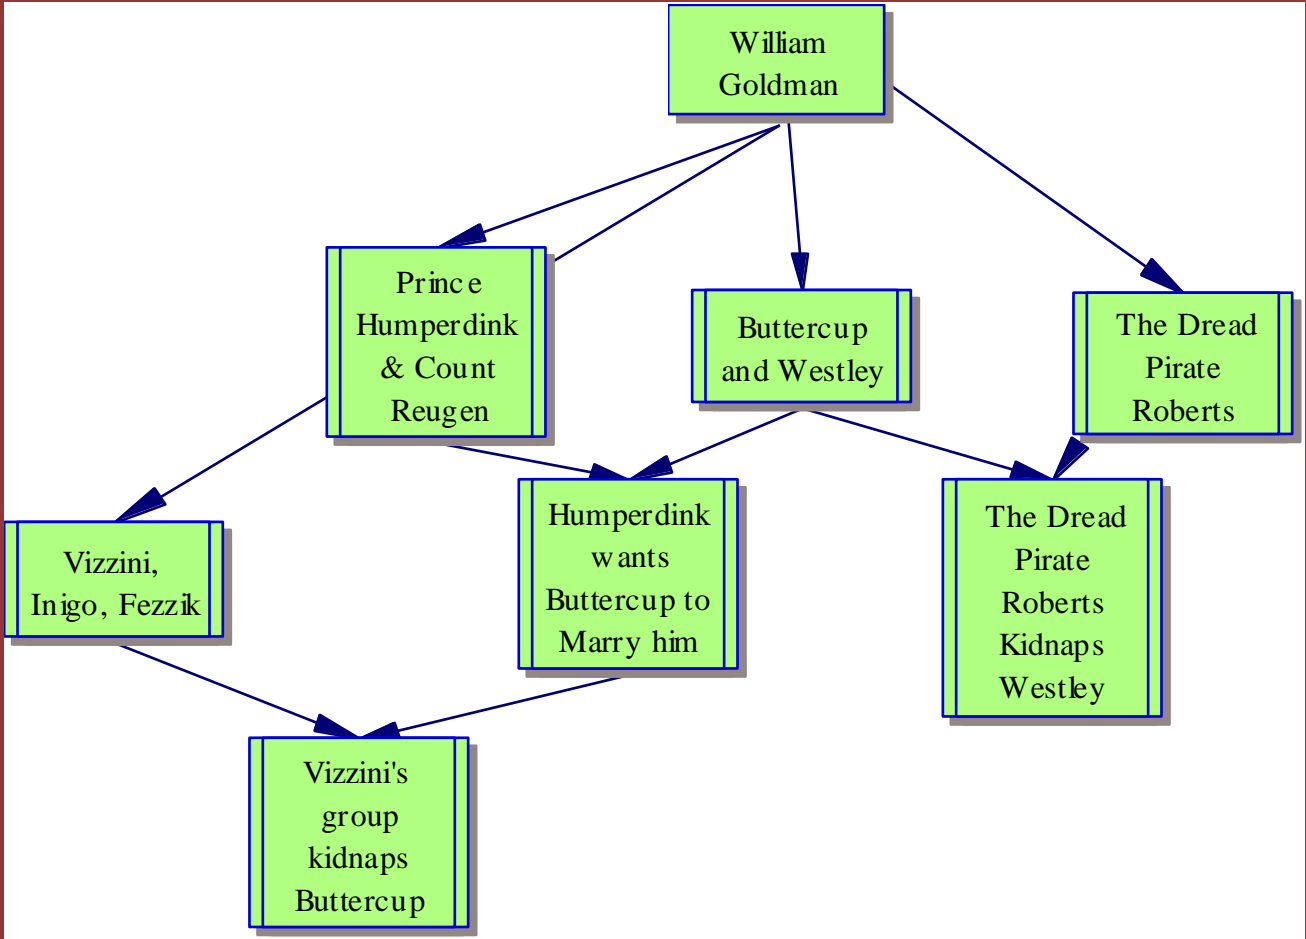 William
Goldman
Prince
Humperdink
& Count
Reugen
Buttercup
and Westley
The Dread
Pirate
Roberts
Vizzini,
Inigo, Fezzik
Humperdink
wants
Buttercup to
Marry him
The Dread
Pirate
Roberts
Kidnaps
Westley
Vizzini's
group
kidnaps
Buttercup